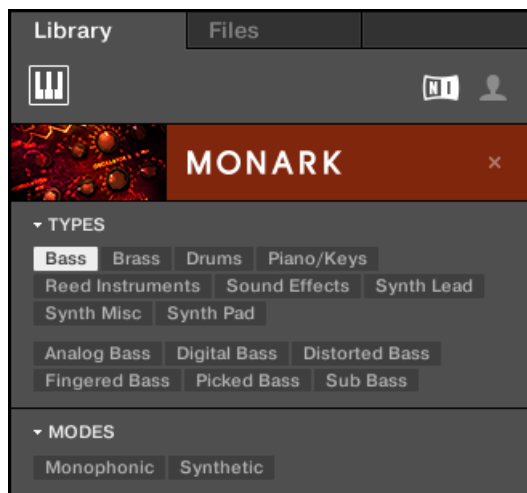 Library Files
NI
MONARK ×
TYPES
Bass Brass Drums Piano/Keys
Reed Instruments Sound Effects Synth Lead
Synth Misc Synth Pad
Analog Bass Digital Bass Distorted Bass
Fingered Bass Picked Bass Sub Bass
MODES
Monophonic Synthetic